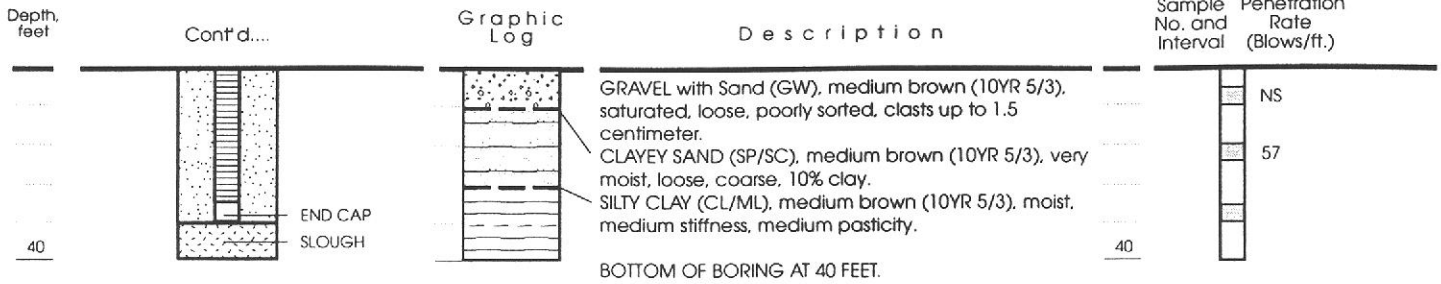 Depth,
feet
Cont'd....
Graphic
Log
Description
Sample
No. and
Interval
Penetration
Rate
(Blows/ft.)
GRAVEL with Sand (GW), medium brown (10YR 5/3),
saturated, loose, poorly sorted, clasts up to 1.5
centimeter.
CLAYEY SAND (SP/SC), medium brown (10YR 5/3), very
moist, loose, coarse, 10% clay.
SILTY CLAY (CL/ML), medium brown (10YR 5/3), moist,
medium stiffness, medium pasticity.
BOTTOM OF BORING AT 40 FEET.
END CAP
SLOUGH
40
40
NS
57